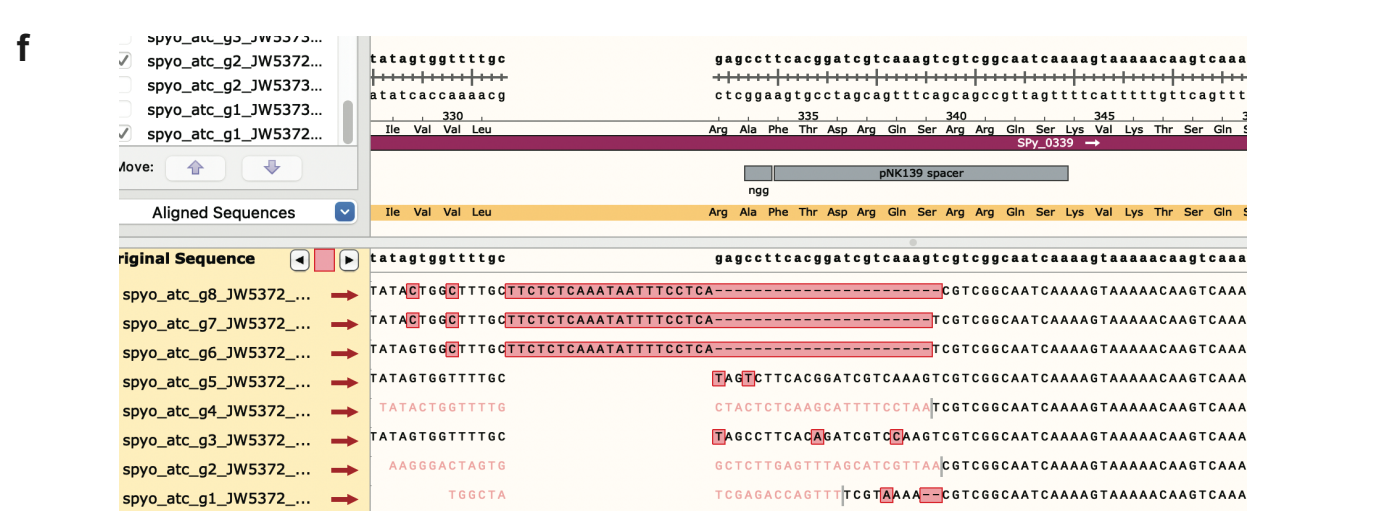 f
spyo_atc_g3_JW5373...
spyo_atc_g2_JW5372...
spyo_atc_g2_JW5373...
spyo_atc_g1_JW5373...
spyo_atc_g1_JW5372...
Move:
Aligned Sequences
tatagtggttttgc gagccttcacggatcgtcaaagtcgtcggcaatcaaaagtaaaaacaagtcaaa
atatcaccaaaacg ctcggaagtgcctagcagtttcagcagccgttagttttcatttttgttcagttt
330 335 340 345
Ile Val Val Leu Arg Ala Phe Thr Asp Arg Gln Ser Arg Arg Gln Ser Lys Val Lys Thr Ser Gln
SPy_0339
pNK139 spacer
ngg
Ile Val Val Leu Arg Ala Phe Thr Asp Arg Gln Ser Arg Arg Gln Ser Lys Val Lys Thr Ser Gln
riginal Sequence tatagtggttttgc gagccttcacggatcgtcaaagtcgtcggcaatcaaaagtaaaaacaagtcaaa
spyo_atc_g8_JW5372_... TATACTGGCTTTGCTTCTCTCAAATAATTTCCTCA-----------------------CGTCGGCAATCAAAAGTAAAAACAAGTCAAA
spyo_atc_g7_JW5372_... TATACTGGCTTTGCTTCTCTCAAATATTTTCCTCA----------------------TCGTCGGCAATCAAAAGTAAAAACAAGTCAAA
spyo_atc_g6_JW5372_... TATAGTGGCTTTGCTTCTCTCAAATATTTTCCTCA----------------------TCGTCGGCAATCAAAAGTAAAAACAAGTCAAA
spyo_atc_g5_JW5372_... TATAGTGGTTTTGC TAGTCTTCACGGATCGTCAAAGTCGTCGGCAATCAAAAGTAAAAACAAGTCAAA
spyo_atc_g4_JW5372_... TATACTGGTTTTG CTACTCTCAAGCATTTTCCTAATCGTCGGCAATCAAAAGTAAAAACAAGTCAAA
spyo_atc_g3_JW5372_... TATAGTGGTTTTGC TAGCCTTCACAGATCGTCCAAGTCGTCGGCAATCAAAAGTAAAAACAAGTCAAA
spyo_atc_g2_JW5372_... AAGGGACTAGTG GCTCTTGAGTTTAGCATCGTTAACGTCGGCAATCAAAAGTAAAAACAAGTCAAA
spyo_atc_g1_JW5372_... TGGCTA TCGAGACCAGTTTTCGTAAAA--CGTCGGCAATCAAAAGTAAAAACAAGTCAAA